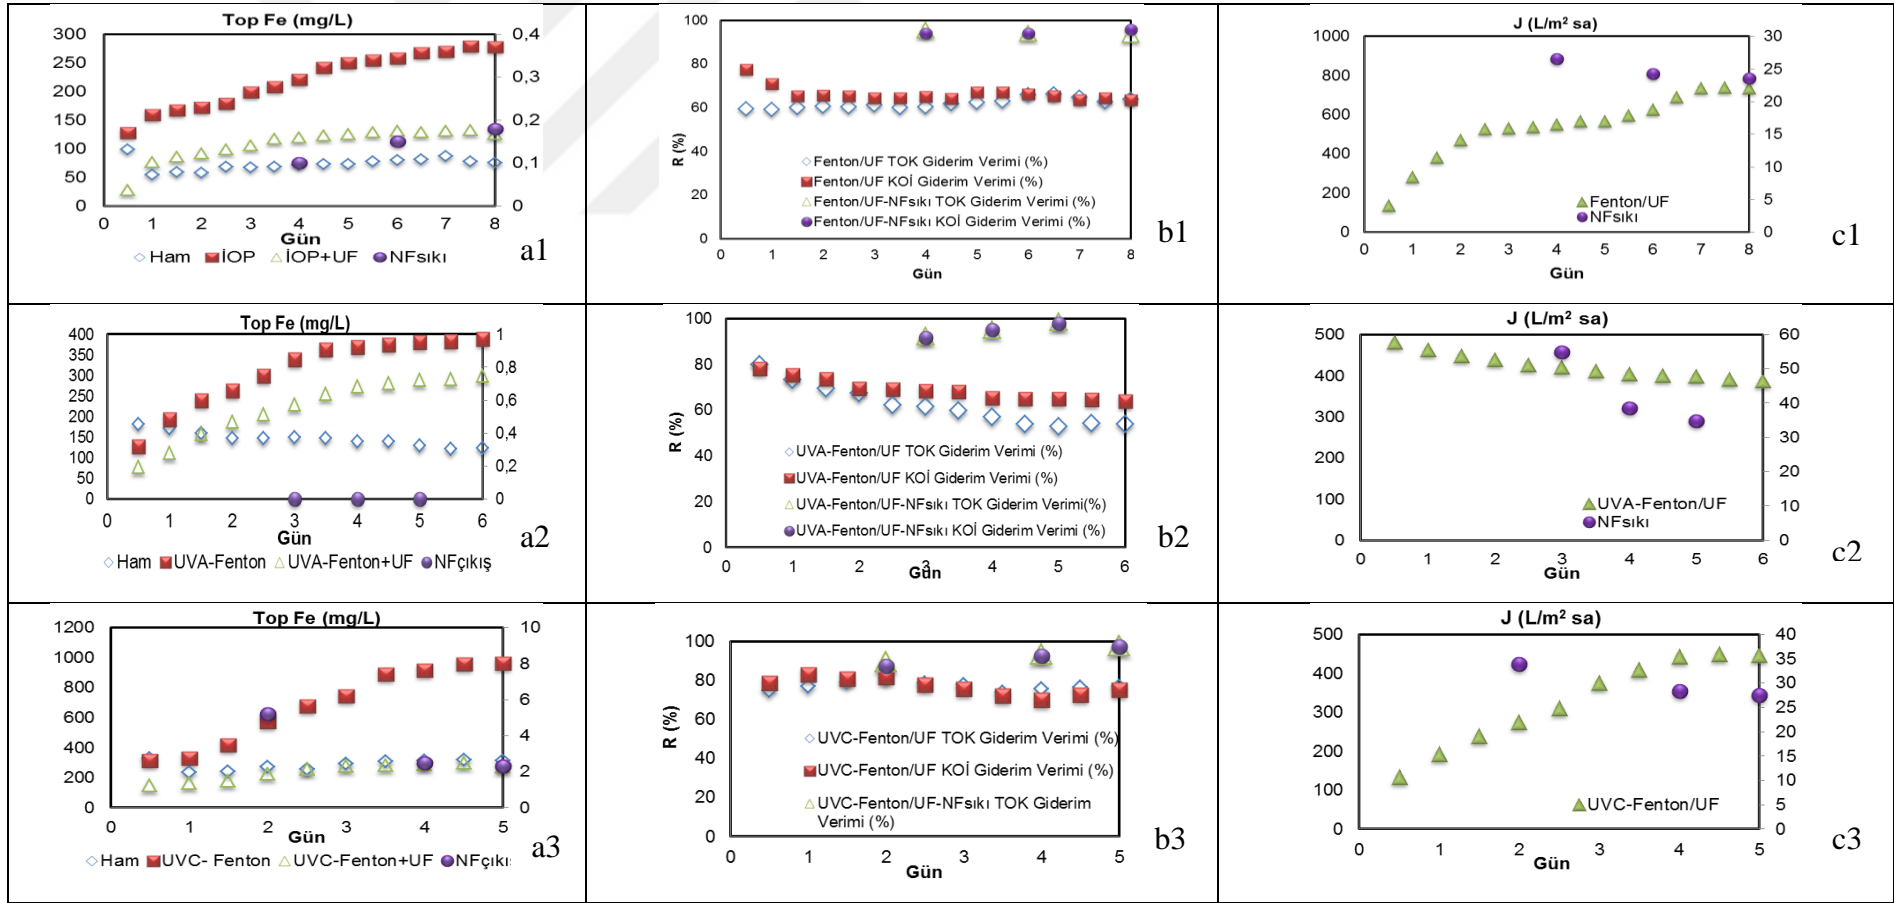 Top Fe (mg/L)
300
250
200
150
100
50
0
0,4
0,3
0,2
0,1
0
0 1 2 3 4 5 6 7 8
Gün
Ham İOP İOP+UF NFsıkı
a1
100
80
60
40
20
0
R (%)
Fenton/UF TOK Giderim Verimi (%)
Fenton/UF KOİ Giderim Verimi (%)
Fenton/UF-NFsıkı TOK Giderim Verimi (%)
Fenton/UF-NFsıkı KOİ Giderim Verimi (%)
0 1 2 3 4 5 6 7 8
Gün
b1
J (L/m² sa)
1000
800
600
400
200
0
30
25
20
15
10
5
0
Fenton/UF
NFsıkı
0 1 2 3 4 5 6 7 8
Gün
c1
Top Fe (mg/L)
400
350
300
250
200
150
100
50
0
1
0,8
0,6
0,4
0,2
0
0 1 2 3 4 5 6
Gün
Ham UVA-Fenton UVA-Fenton+UF NFçıkış
a2
100
80
60
40
20
0
R (%)
UVA-Fenton/UF TOK Giderim Verimi (%)
UVA-Fenton/UF KOİ Giderim Verimi (%)
UVA-Fenton/UF-NFsıkı TOK Giderim Verimi(%)
UVA-Fenton/UF-NFsıkı KOİ Giderim Verimi (%)
0 1 2 3 4 5 6
Gün
b2
J (L/m² sa)
500
400
300
200
100
0
60
50
40
30
20
10
0
UVA-Fenton/UF
NFsıkı
0 1 2 3 4 5 6
Gün
c2
Top Fe (mg/L)
1200
1000
800
600
400
200
0
10
8
6
4
2
0
0 1 2 3 4 5
Gün
Ham UVC- Fenton UVC-Fenton+UF NFçıkı
a3
100
80
60
40
20
0
R (%)
UVC-Fenton/UF TOK Giderim Verimi (%)
UVC-Fenton/UF KOİ Giderim Verimi (%)
UVC-Fenton/UF-NFsıkı TOK Giderim
Verimi (%)
0 1 2 3 4 5
Gün
b3
J (L/m² sa)
500
400
300
200
100
0
40
35
30
25
20
15
10
5
0
UVC-Fenton/UF
0 1 2 3 4 5
Gün
c3